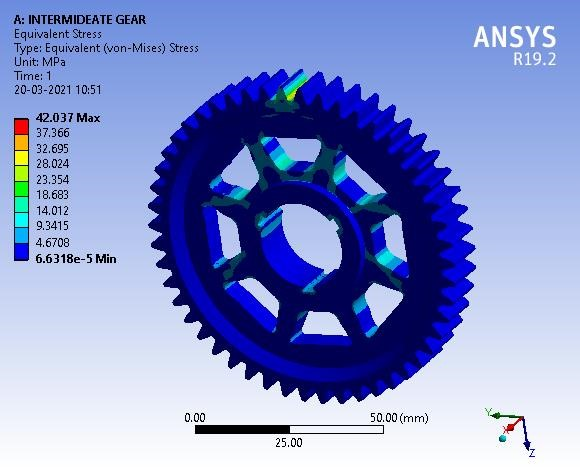 A: INTERMIDEATE GEAR
Equivalent Stress
Type: Equivalent (von-Mises) Stress
Unit: MPa
Time: 1
20-03-2021 10:51
ANSYS
R19.2
42.037 Max
37.366
32.695
28.024
23.354
18.683
14.012
9.3415
4.6708
6.6318e-5 Min
0.00 50.00 (mm)
25.00
Y
X
Z